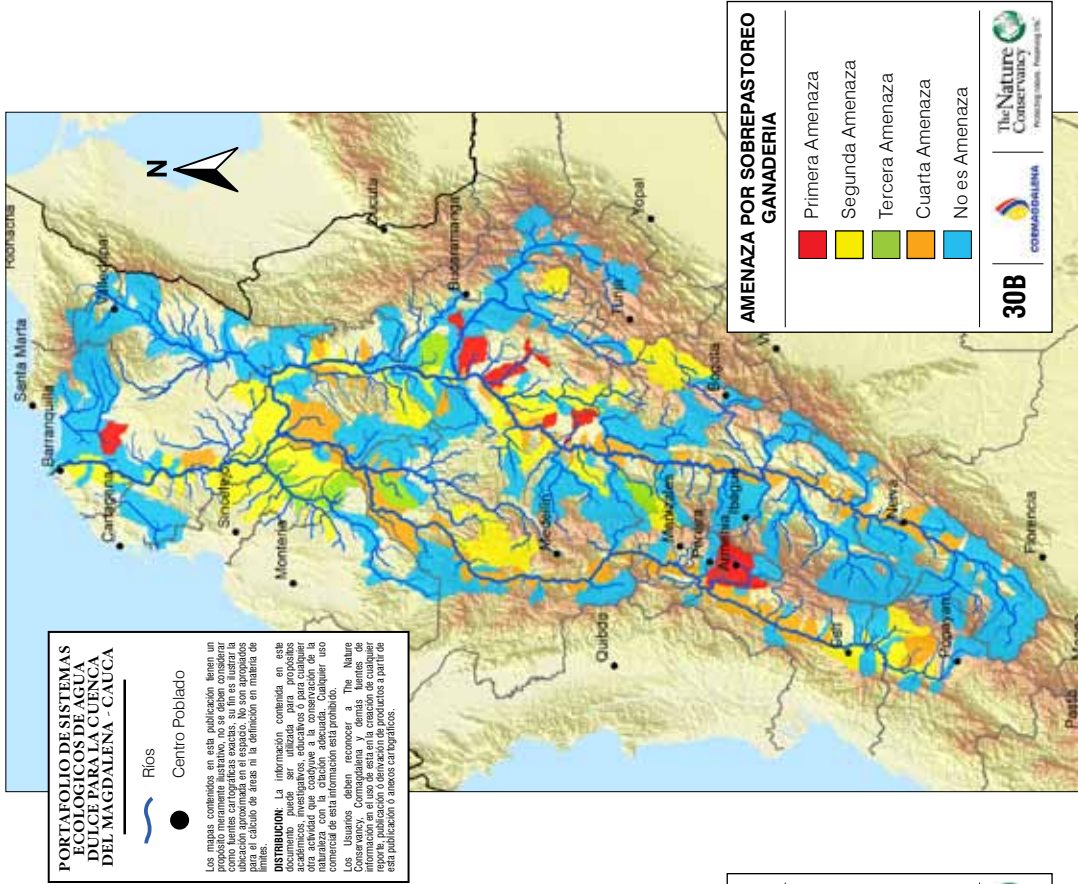 PORTAFOLIO DE SISTEMAS
ECOLOGICOS DE AGUA
DULCE PARA LA CUENCA
DEL MAGDALENA - CAUCA
Ríos
Centro Poblado
Los mapas contenidos en esta publicación tienen un
propósito meramente ilustrativo, no se deben considerar
como fuentes cartográficas exactas, su fin es ilustrar la
ubicación aproximada en el espacio. No son apropiados
para el cálculo de áreas ni la definición en materia de
límites.
DISTRIBUCION: La información contenida en este
documento puede ser utilizada para propósitos
académicos, investigativos, educativos ó para cualquier
otra actividad que coadyuve a la conservación de la
naturaleza con la citación adecuada. Cualquier uso
comercial de esta información está prohibido.
Los Usuarios deben reconocer a The Nature
Conservancy, Cormagdalena y demás fuentes de
información en el uso de esta en la creación de cualquier
reporte, publicación ó derivación de productos a partir de
esta publicación ó anexos cartográficos.
N
Santa Marta
Barranquilla
Valledupar
Cartagena
Sincelejo
Montería
Cúcuta
Bucaramanga
Medellín
Quibdó
Manizales
Pereira
Armenia
Ibagué
Tunja
Yopal
Bogotá
Cali
Neiva
Popayán
Florencia
Pasto
AMENAZA POR SOBREPASTOREO
GANADERIA
Primera Amenaza
Segunda Amenaza
Tercera Amenaza
Cuarta Amenaza
No es Amenaza
30B
CORMAGDALENA
The Nature
Conservancy
Protecting nature. Preserving life.